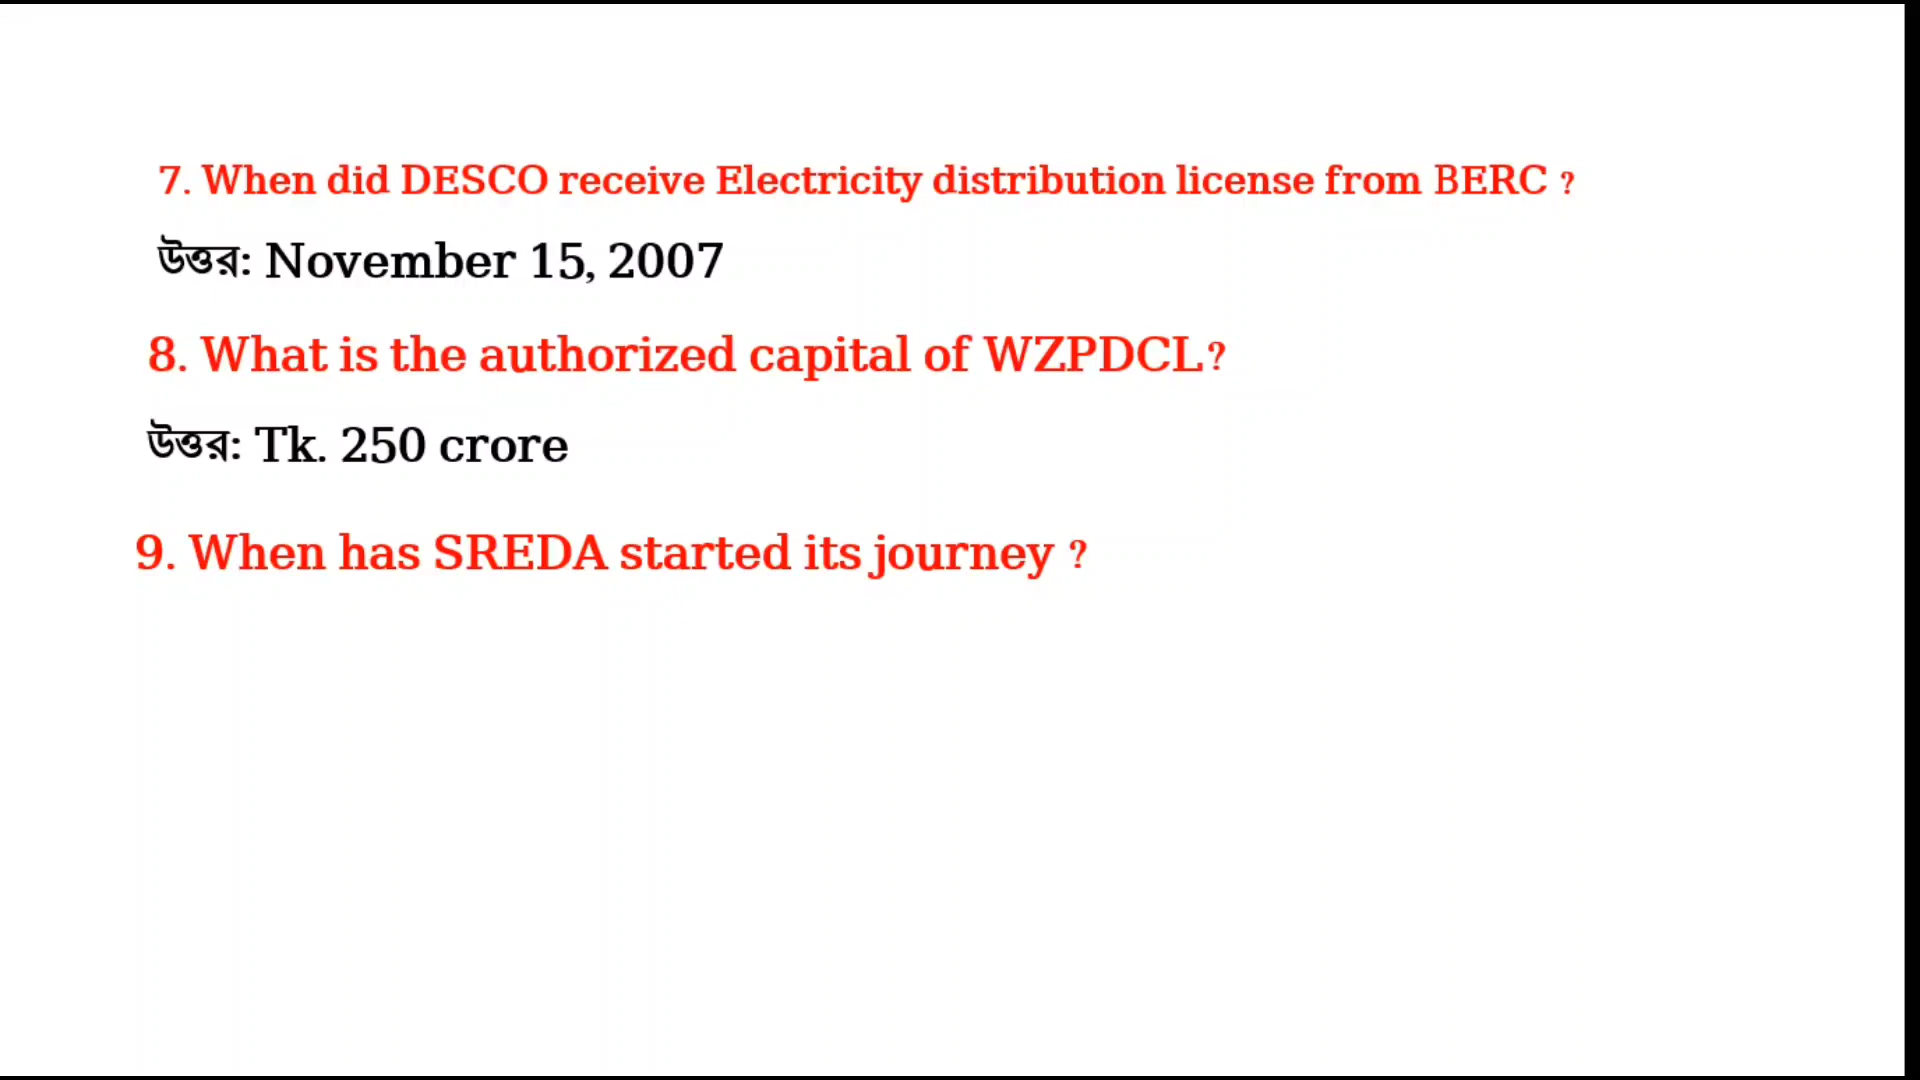 7. When did DESCO receive Electricity distribution license from BERC ?
উত্তর: November 15, 2007
8. What is the authorized capital of WZPDCL?
উত্তর: Tk. 250 crore
9. When has SREDA started its journey ?